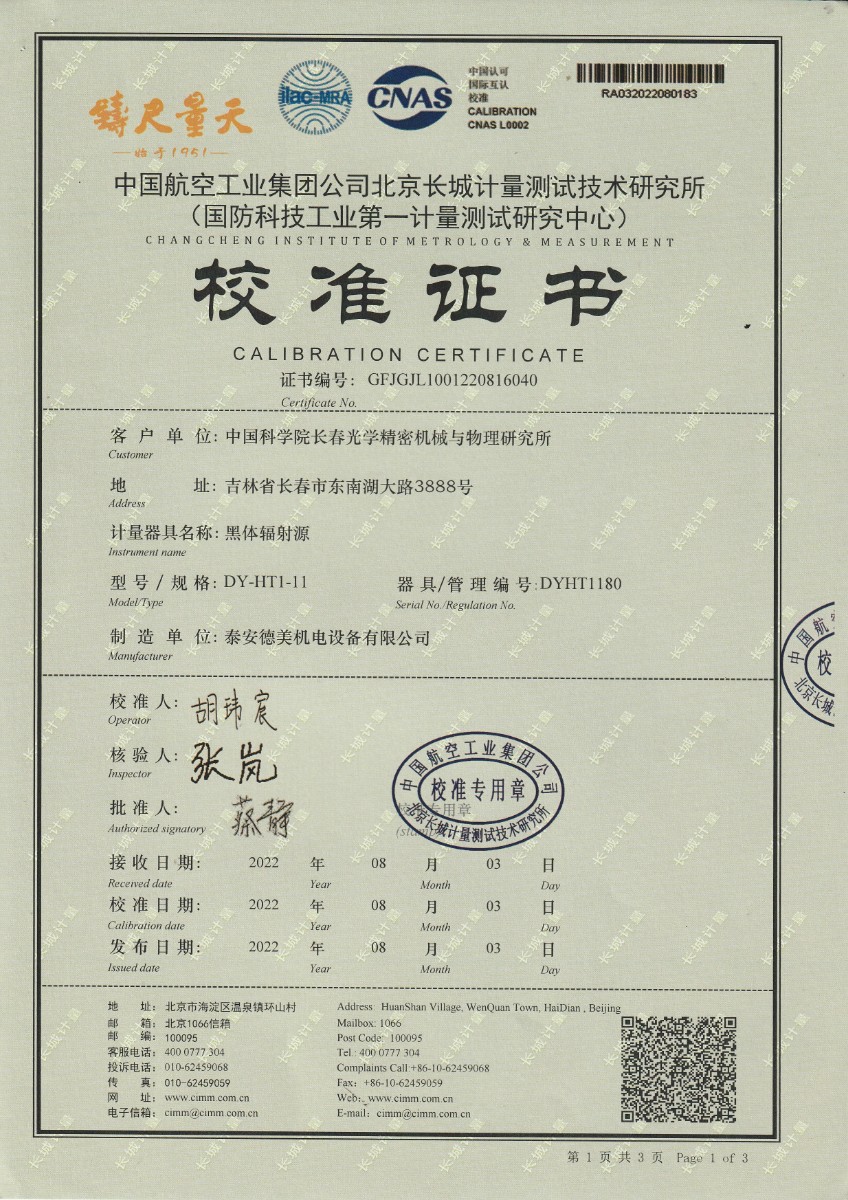 铸尺量天
始于1951
ilac-MRA
CNAS
中国认可
国际互认
校准
CALIBRATION
CNAS L0002
RA032022080183
中国航空工业集团公司北京长城计量测试技术研究所
(国防科技工业第一计量测试研究中心)
CHANGCHENG INSTITUTE OF METROLOGY & MEASUREMENT
校准证书
CALIBRATION CERTIFICATE
证书编号: GFJGJL1001220816040
Certificate No.
客户单位: 中国科学院长春光学精密机械与物理研究所
Customer
地 址: 吉林省长春市东南湖大路3888号
Address
计量器具名称: 黑体辐射源
Instrument name
型号/规格: DY-HT1-11 器具/管理编号: DYHT1180
Model/Type Serial No./Regulation No.
制造单位: 泰安德美机电设备有限公司
Manufacturer
校准人: 胡玮宸
Operator
核验人: 张岚
Inspector
批准人: 蔡静
Authorized signatory
中国航空工业集团公司
校准专用章
北京长城计量测试技术研究所
校准专用章
(stamp)
接收日期: 2022 年 08 月 03 日
Received date Year Month Day
校准日期: 2022 年 08 月 03 日
Calibration date Year Month Day
发布日期: 2022 年 08 月 03 日
Issued date Year Month Day
地 址: 北京市海淀区温泉镇环山村 Address: HuanShan Village, WenQuan Town, HaiDian , Beijing
邮 箱: 北京1066信箱 Mailbox: 1066
邮 编: 100095 Post Code: 100095
客服电话: 400 0777 304 Tel.: 400 0777 304
投诉电话: 010-62459068 Complaints Call:+86-10-62459068
传 真: 010-62459059 Fax: +86-10-62459059
网 址: www.cimm.com.cn Web: www.cimm.com.cn
电子信箱: cimm@cimm.com.cn E-mail: cimm@cimm.com.cn
第 1 页 共 3 页 Page 1 of 3
中国航
校
北京长城
长城计量